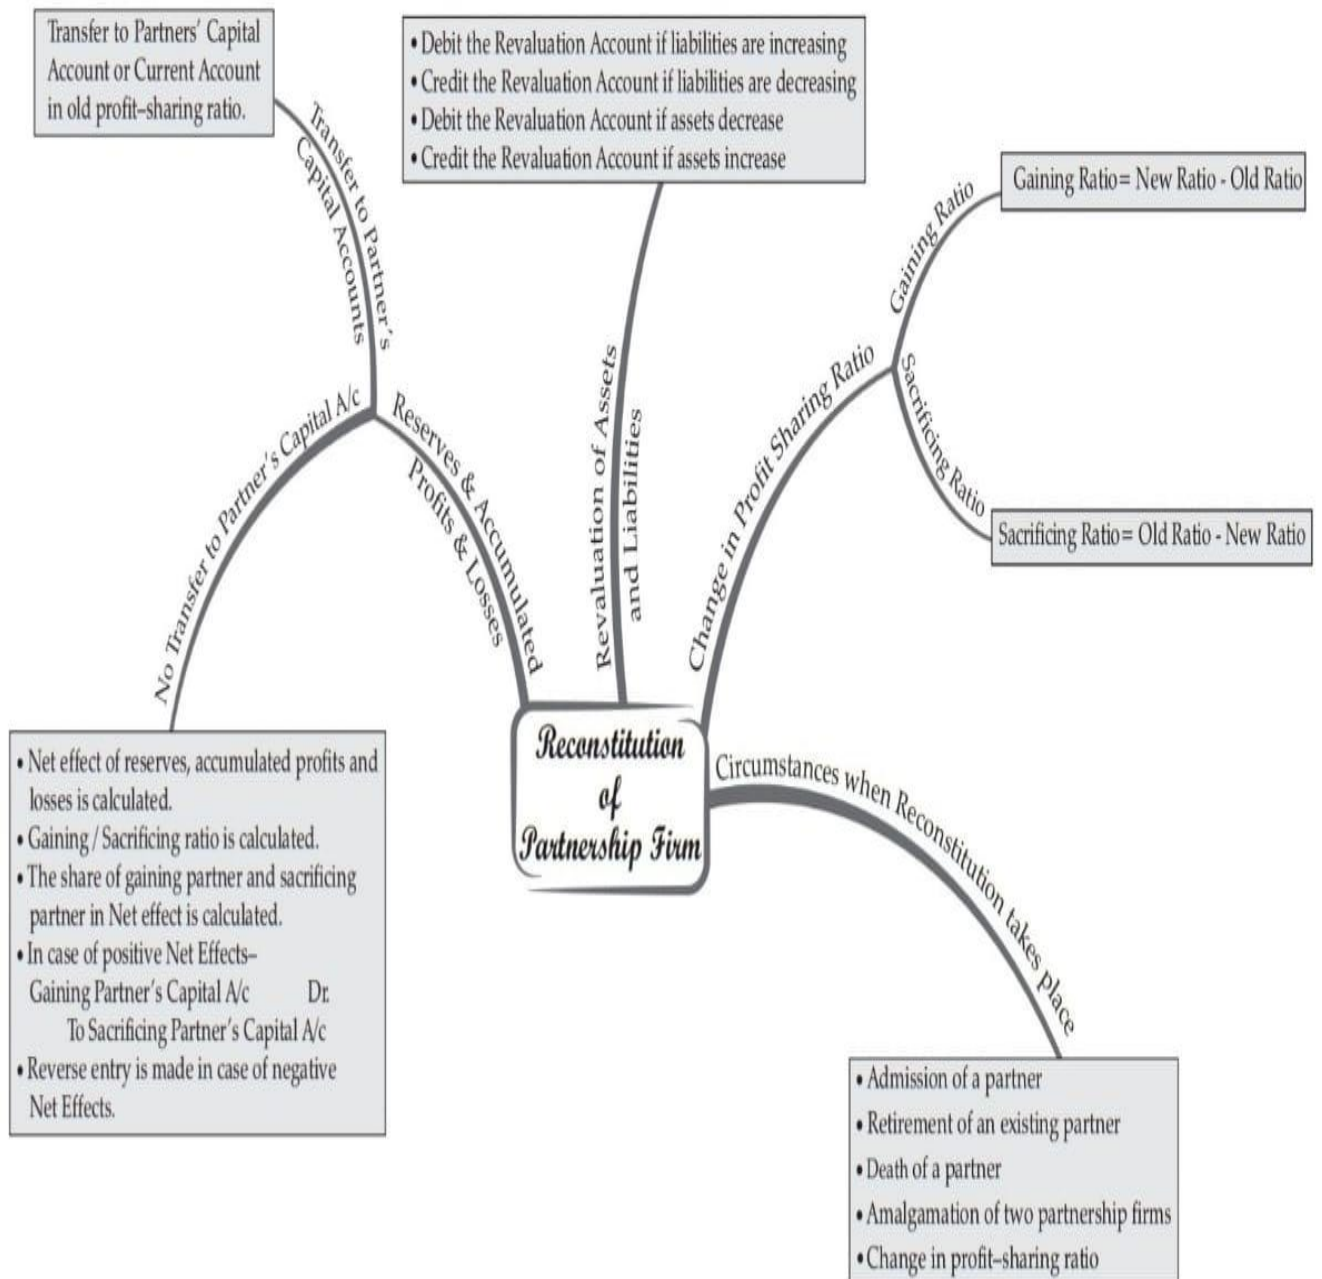 Transfer to Partners' Capital
Account or Current Account
in old profit–sharing ratio.
• Debit the Revaluation Account if liabilities are increasing
• Credit the Revaluation Account if liabilities are decreasing
• Debit the Revaluation Account if assets decrease
• Credit the Revaluation Account if assets increase
Gaining Ratio= New Ratio - Old Ratio
Transfer to Partner's
Capital Accounts
Gaining Ratio
Sacrificing Ratio
Sacrificing Ratio= Old Ratio - New Ratio
No Transfer to Partner's Capital A/c
Reserves & Accumulated
Profits & Losses
Revaluation of Assets
and Liabilities
Change in Profit Sharing Ratio
Reconstitution
of
Partnership Firm
Circumstances when Reconstitution takes place
• Net effect of reserves, accumulated profits and
losses is calculated.
• Gaining / Sacrificing ratio is calculated.
• The share of gaining partner and sacrificing
partner in Net effect is calculated.
• In case of positive Net Effects–
Gaining Partner's Capital A/c Dr.
To Sacrificing Partner's Capital A/c
• Reverse entry is made in case of negative
Net Effects.
• Admission of a partner
• Retirement of an existing partner
• Death of a partner
• Amalgamation of two partnership firms
• Change in profit–sharing ratio